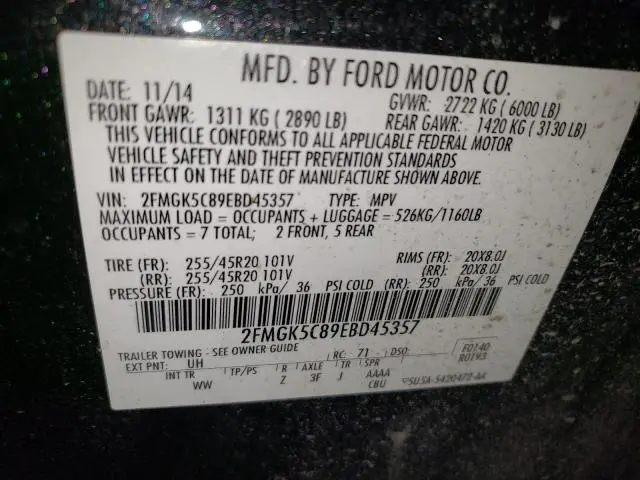 MFD. BY FORD MOTOR CO.
DATE: 11/14 GVWR: 2722 KG ( 6000 LB)
FRONT GAWR: 1311 KG ( 2890 LB) REAR GAWR: 1420 KG ( 3130 LB)
THIS VEHICLE CONFORMS TO ALL APPLICABLE FEDERAL MOTOR
VEHICLE SAFETY AND THEFT PREVENTION STANDARDS
IN EFFECT ON THE DATE OF MANUFACTURE SHOWN ABOVE.
VIN: 2FMGK5C89EBD45357 TYPE: MPV
MAXIMUM LOAD = OCCUPANTS + LUGGAGE = 526KG/1160LB
OCCUPANTS = 7 TOTAL; 2 FRONT, 5 REAR
TIRE (FR): 255/45R20 101V RIMS (FR): 20X8.0J
(RR): 255/45R20 101V (RR): 20X8.0J
PRESSURE (FR): 250 kPa/ 36 PSI COLD (RR): 250 kPa/ 36 PSI COLD
2FMGK5C89EBD45357
TRAILER TOWING - SEE OWNER GUIDE RC: 71 DSO: F0140
EXT PNT: UH R0193
INT TR TP/PS R AXLE TR SPR
WW Z 3F J AAAA
CBU